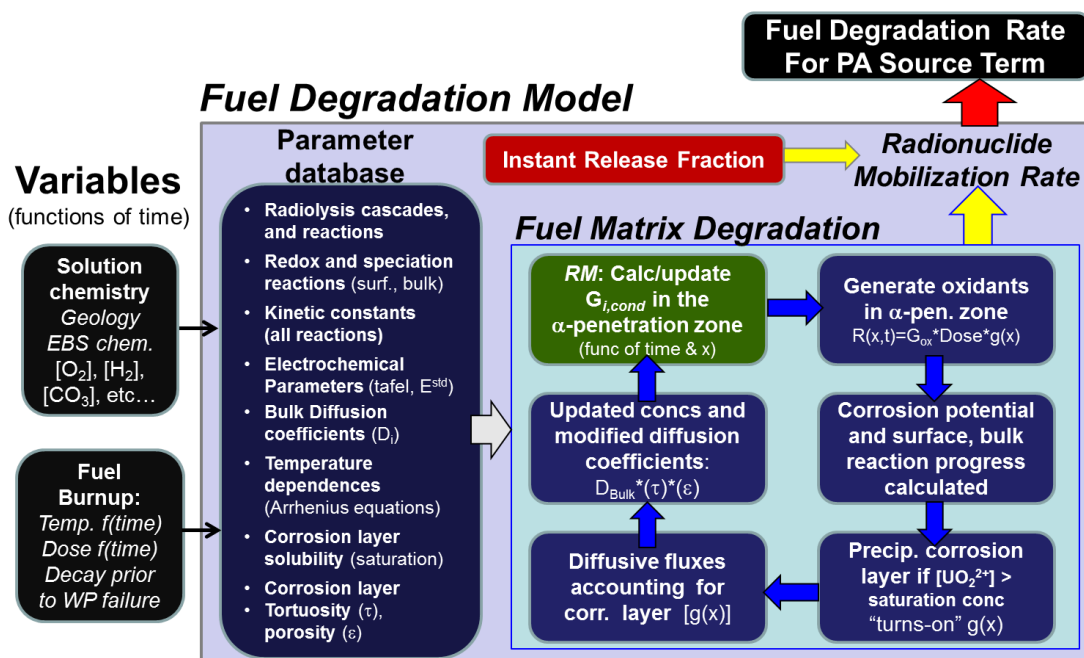 Fuel Degradation Rate
For PA Source Term
Fuel Degradation Model
Variables
(functions of time)
Solution
chemistry
Geology
EBS chem.
[O₂], [H₂],
[CO₃], etc…
Fuel
Burnup:
Temp. f(time)
Dose f(time)
Decay prior
to WP failure
Parameter
database
• Radiolysis cascades,
and reactions
• Redox and speciation
reactions (surf., bulk)
• Kinetic constants
(all reactions)
• Electrochemical
Parameters (tafel, Eˢᵗᵈ)
• Bulk Diffusion
coefficients (Dᵢ)
• Temperature
dependences
(Arrhenius equations)
• Corrosion layer
solubility (saturation)
• Corrosion layer
• Tortuosity (τ),
porosity (ε)
Instant Release Fraction
Radionuclide
Mobilization Rate
Fuel Matrix Degradation
RM: Calc/update
Gi,cond in the
α-penetration zone
(func of time & x)
Generate oxidants
in α-pen. zone
R(x,t)=Gox*Dose*g(x)
Corrosion potential
and surface, bulk
reaction progress
calculated
Precip. corrosion
layer if [UO₂²⁺] >
saturation conc
“turns-on” g(x)
Diffusive fluxes
accounting for
corr. layer [g(x)]
Updated concs and
modified diffusion
coefficients:
DBulk*(τ)*(ε)